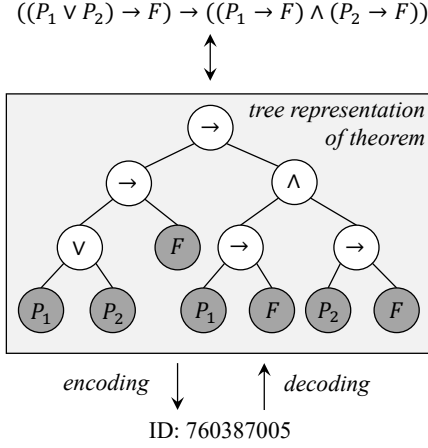 ((P₁ ∨ P₂) → F) → ((P₁ → F) ∧ (P₂ → F))
tree representation
of theorem
→
→ ∧
∨ F → →
P₁ P₂ P₁ F P₂ F
encoding decoding
ID: 760387005